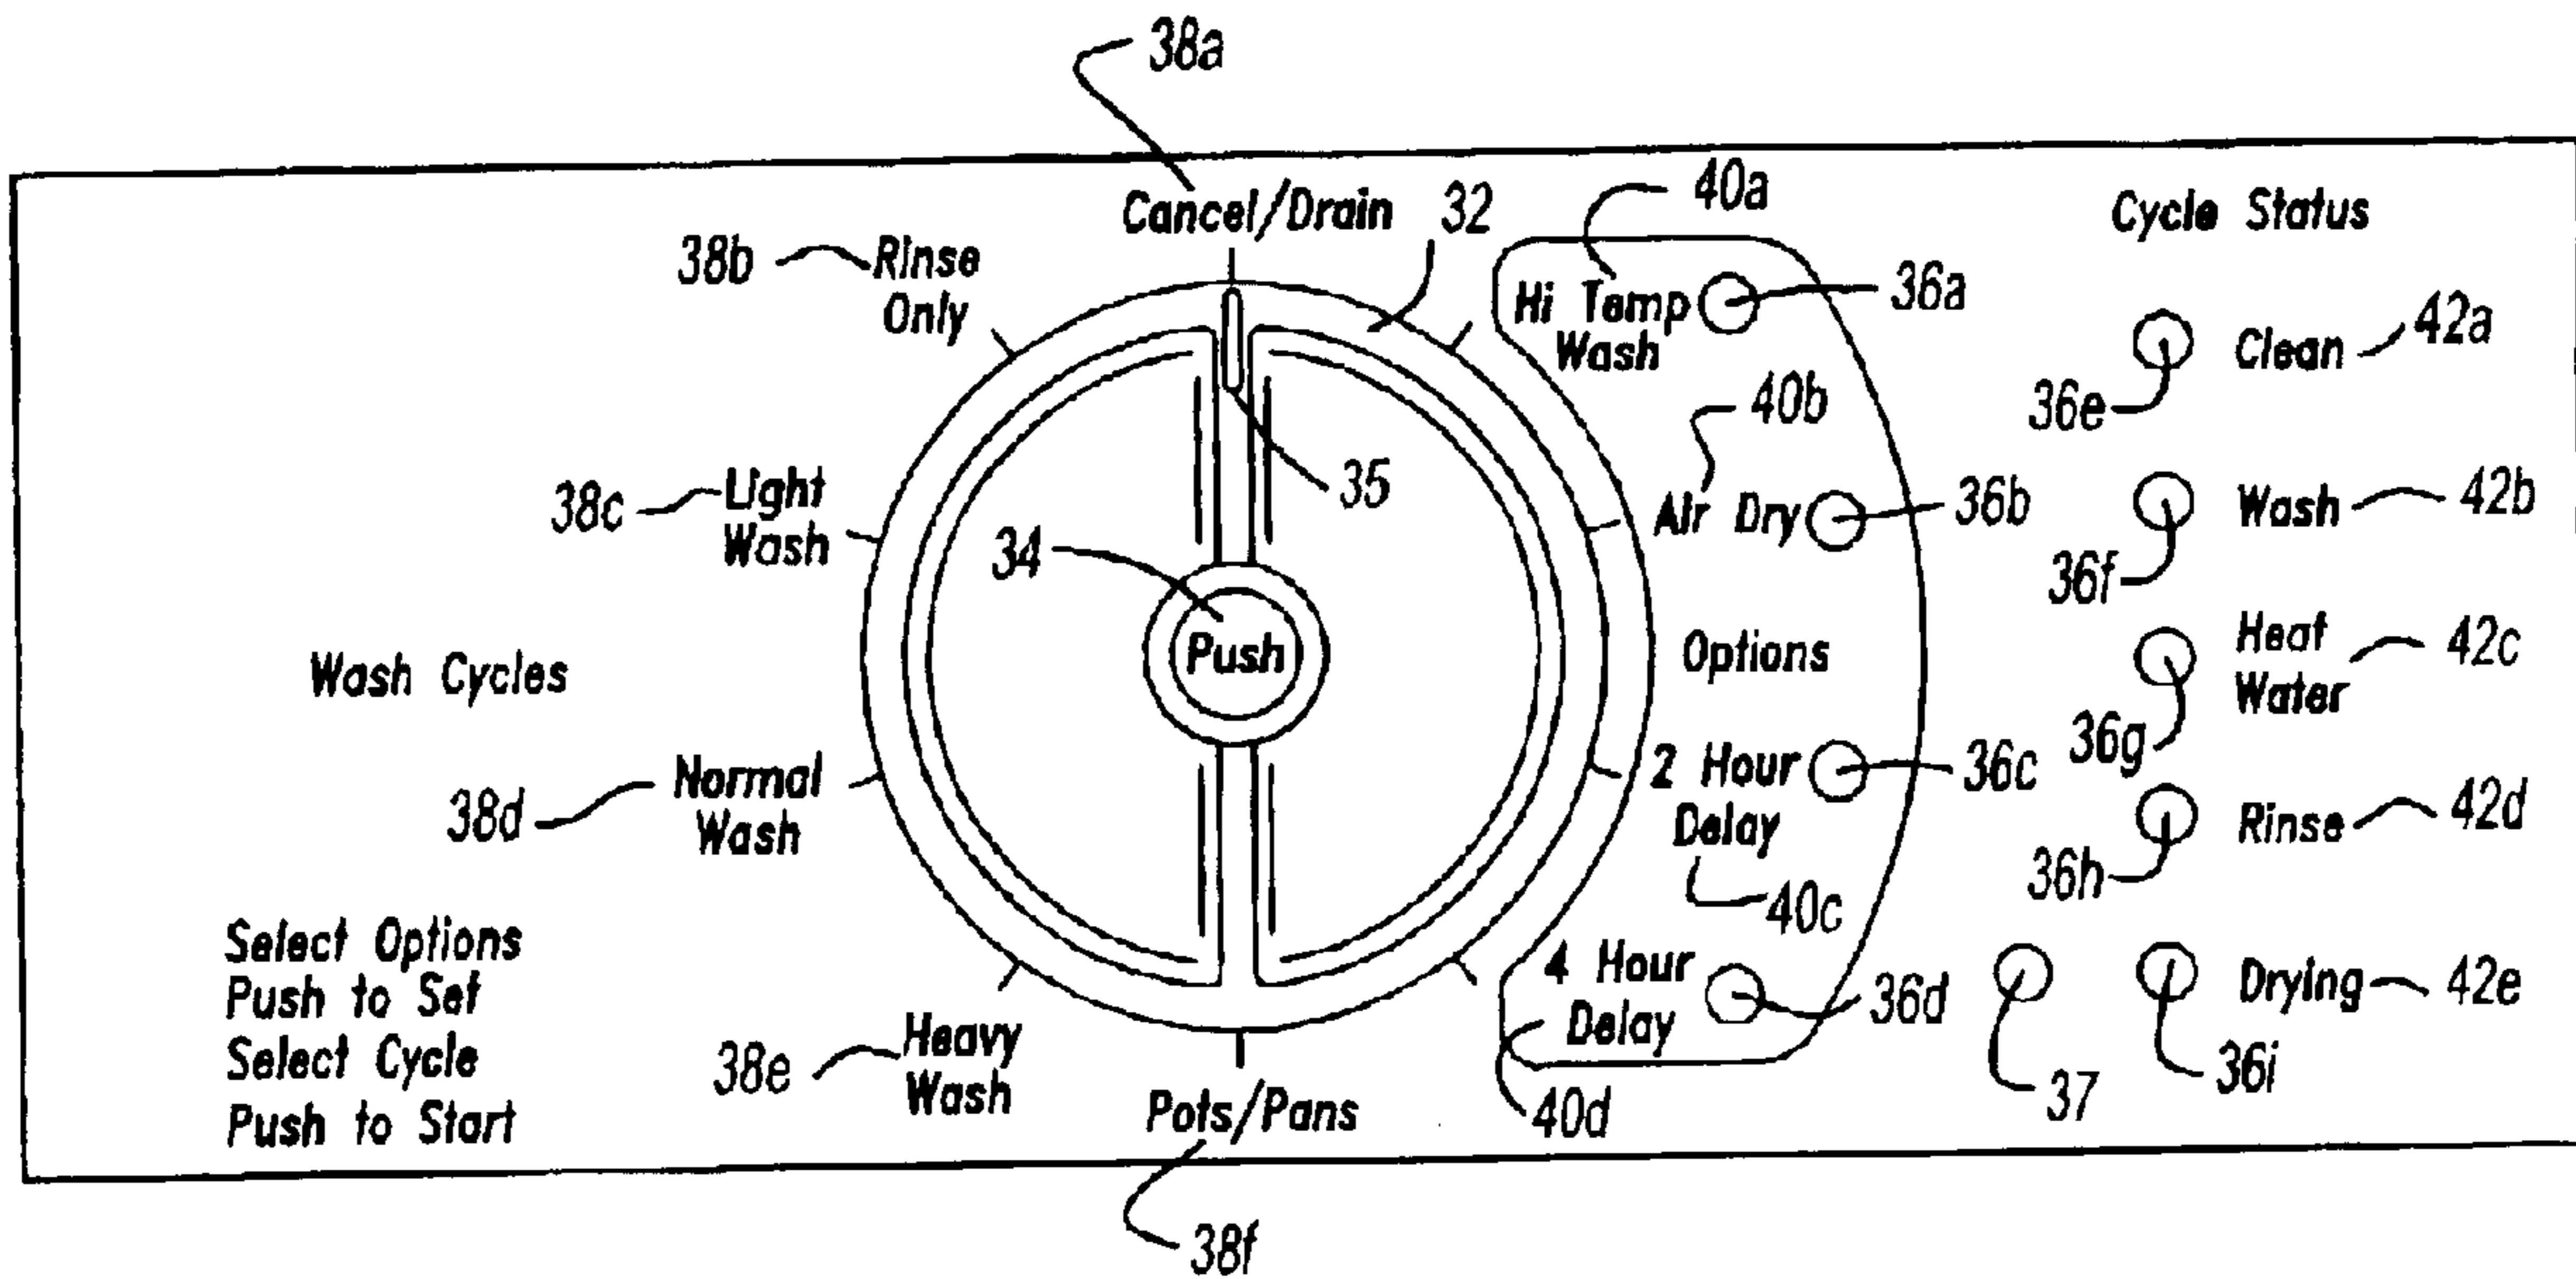 38a
Cancel/Drain
32
40a
Cycle Status
38b
Rinse
Only
Hi Temp
Wash
36a
42a
Clean
36e
40b
38c
Light
Wash
35
Air Dry
36b
Wash
42b
34
36f
Push
Wash Cycles
Options
Heat
Water
42c
36g
38d
Normal
Wash
2 Hour
Delay
36c
40c
Rinse
42d
36h
Select Options
Push to Set
Select Cycle
Push to Start
4 Hour
Delay
36d
Drying
42e
38e
Heavy
Wash
Pots/Pans
40d
37
36i
38f